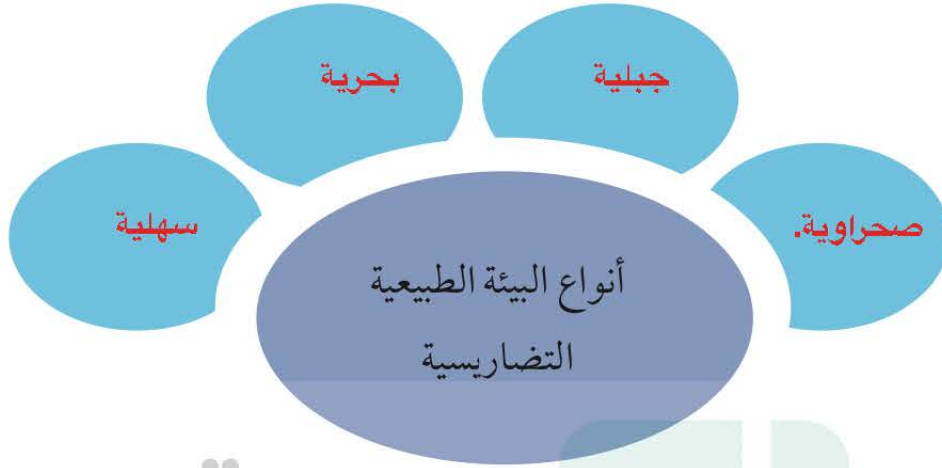 جبلية
بحرية
صحراوية.
سهلية
أنواع البيئة الطبيعية
التضاريسية